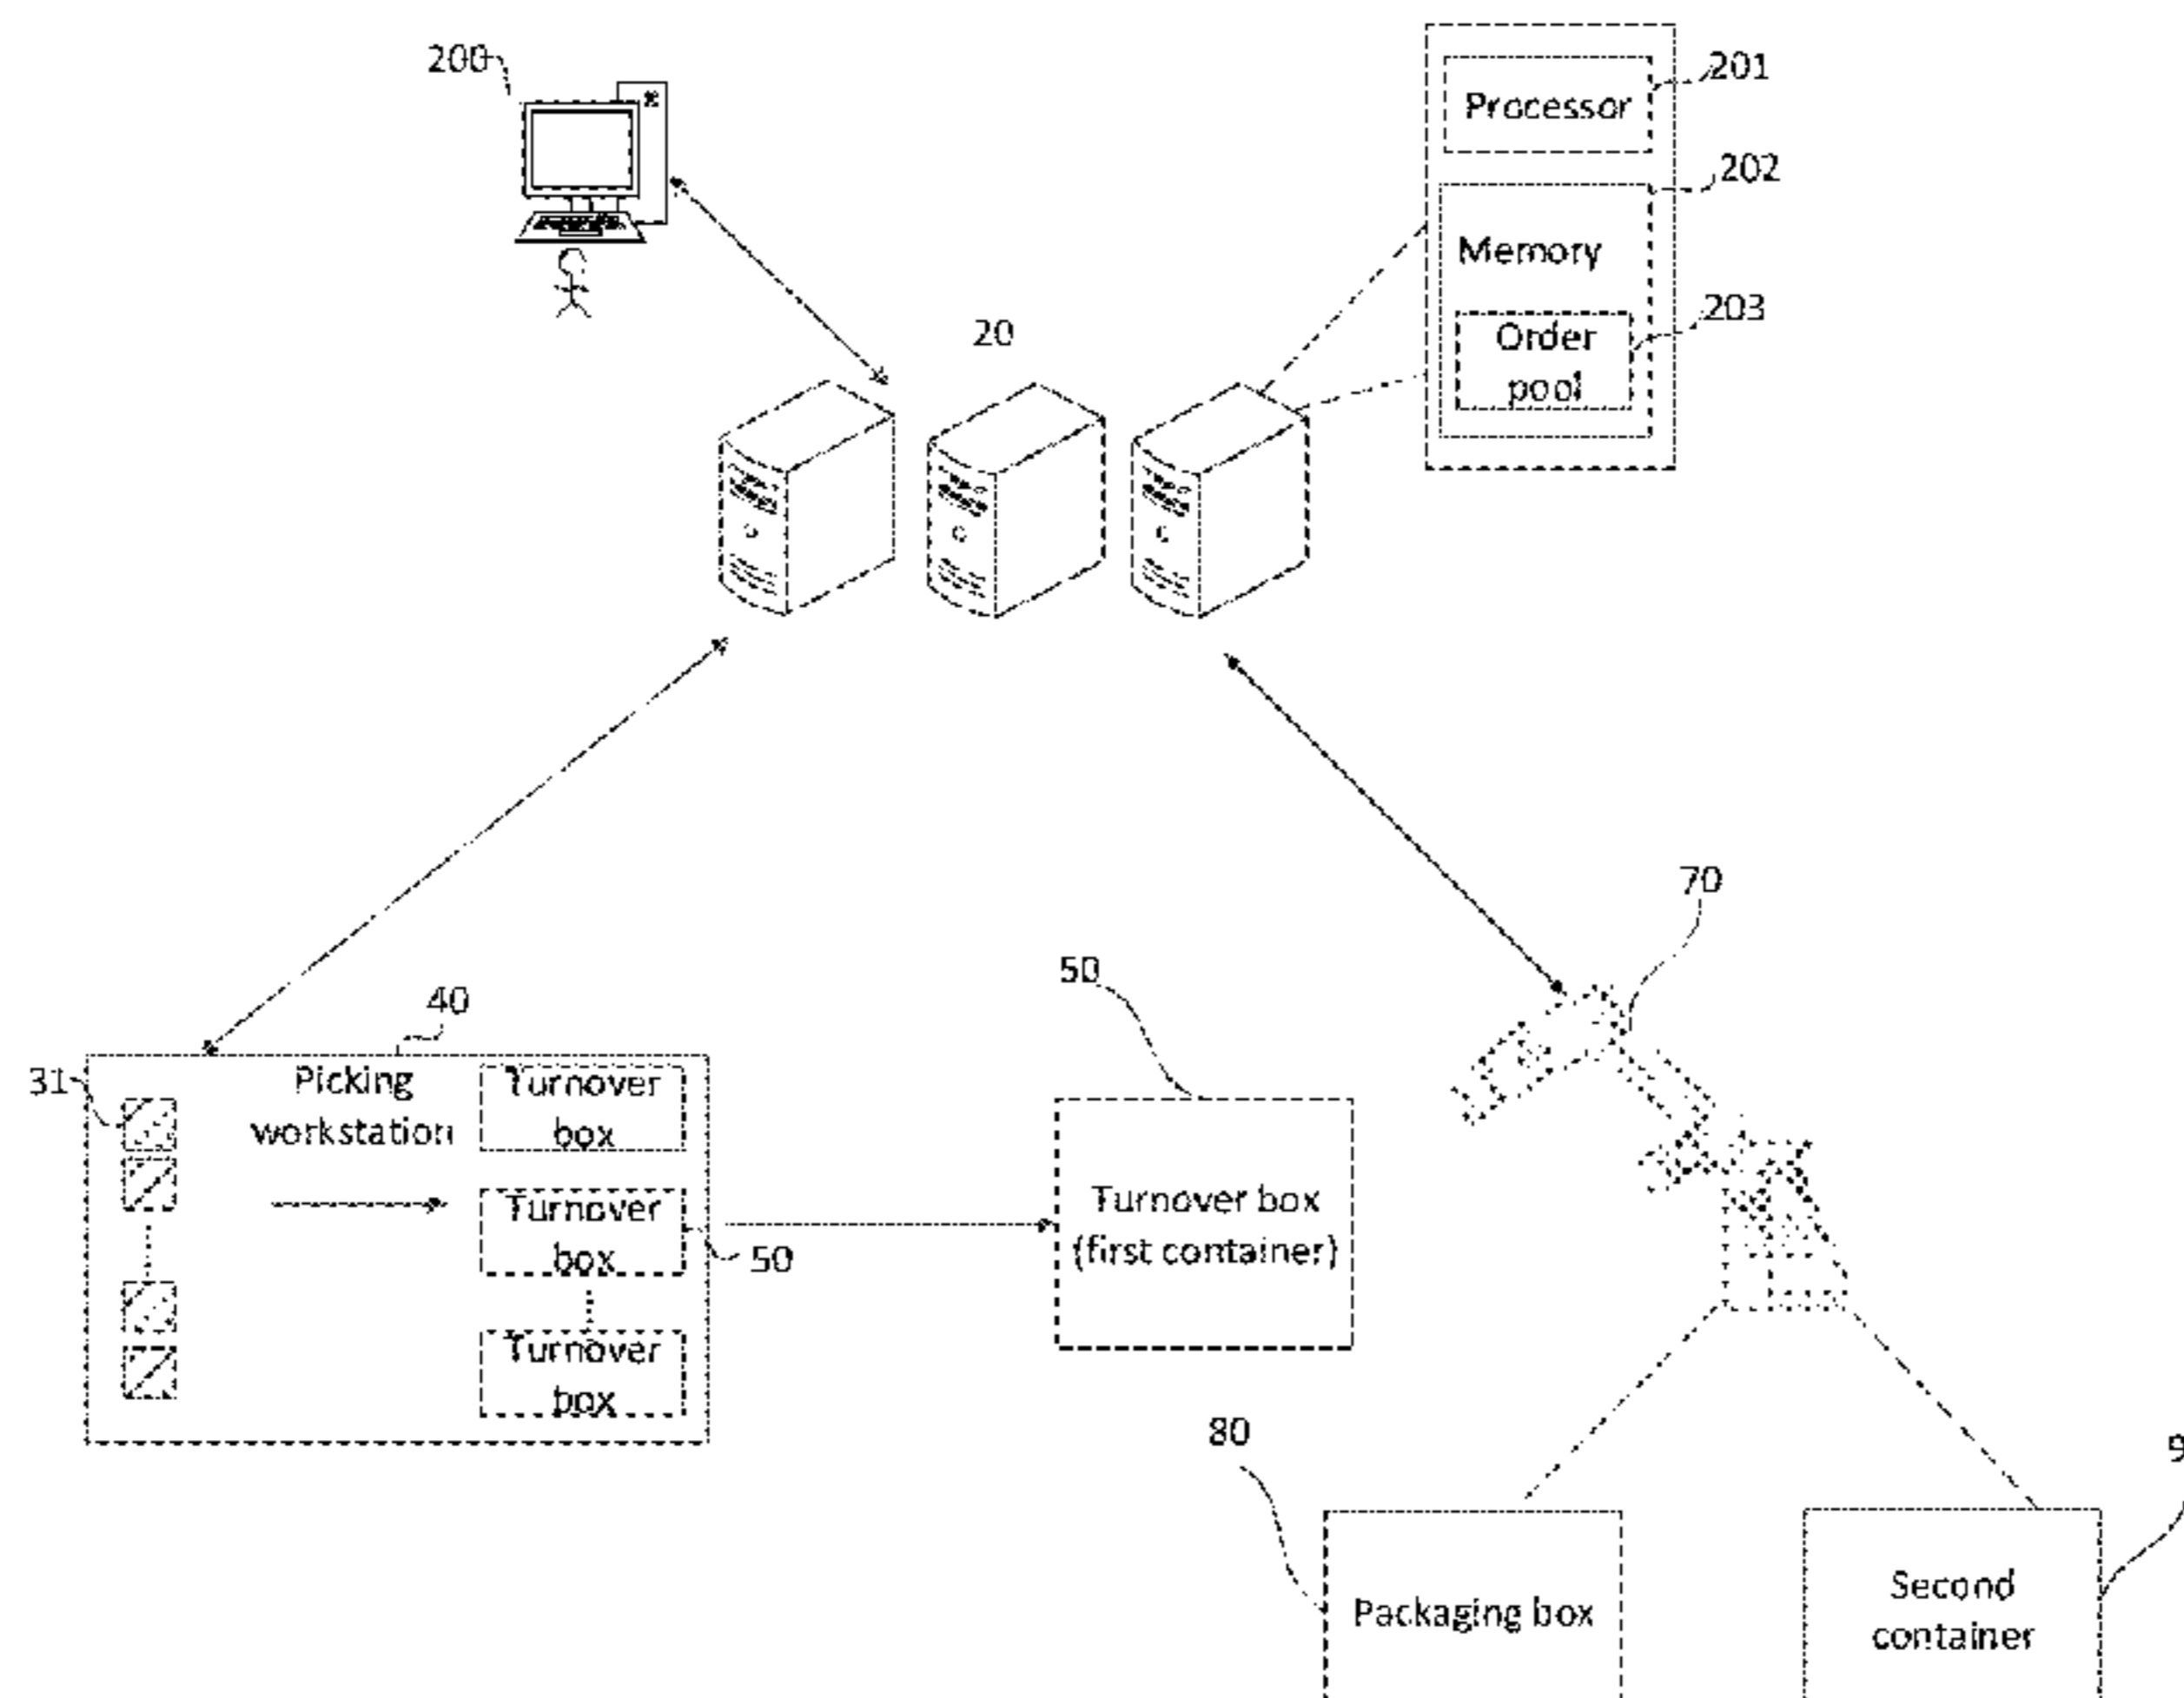 200
201
Processor
202
Memory
203
Order
pool
20
70
50
40
31
Picking
workstation
Turnover
box
Turnover box
(first container)
Turnover
box
50
Turnover
box
80
Packaging box
Second
container